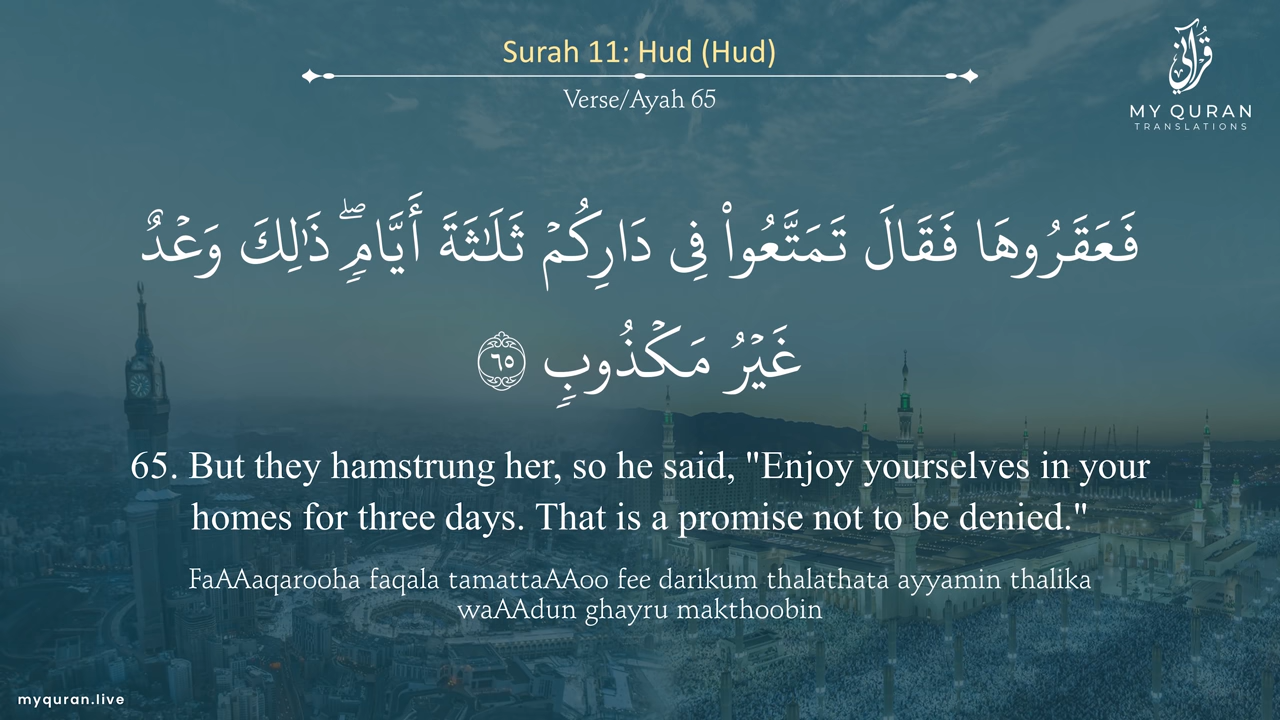 Surah 11: Hud (Hud)
Verse/Ayah 65
قُرْآنِي
MY QURAN
TRANSLATIONS
فَعَقَرُوهَا فَقَالَ تَمَتَّعُوا۟ فِى دَارِكُمْ ثَلَـٰثَةَ أَيَّامٍۢ ۖ ذَٰلِكَ وَعْدٌ
غَيْرُ مَكْذُوبٍۢ ٦٥
65. But they hamstrung her, so he said, "Enjoy yourselves in your
homes for three days. That is a promise not to be denied."
FaAAaqarooha faqala tamattaAAoo fee darikum thalathata ayyamin thalika
waAAdun ghayru makthoobin
myquran.live